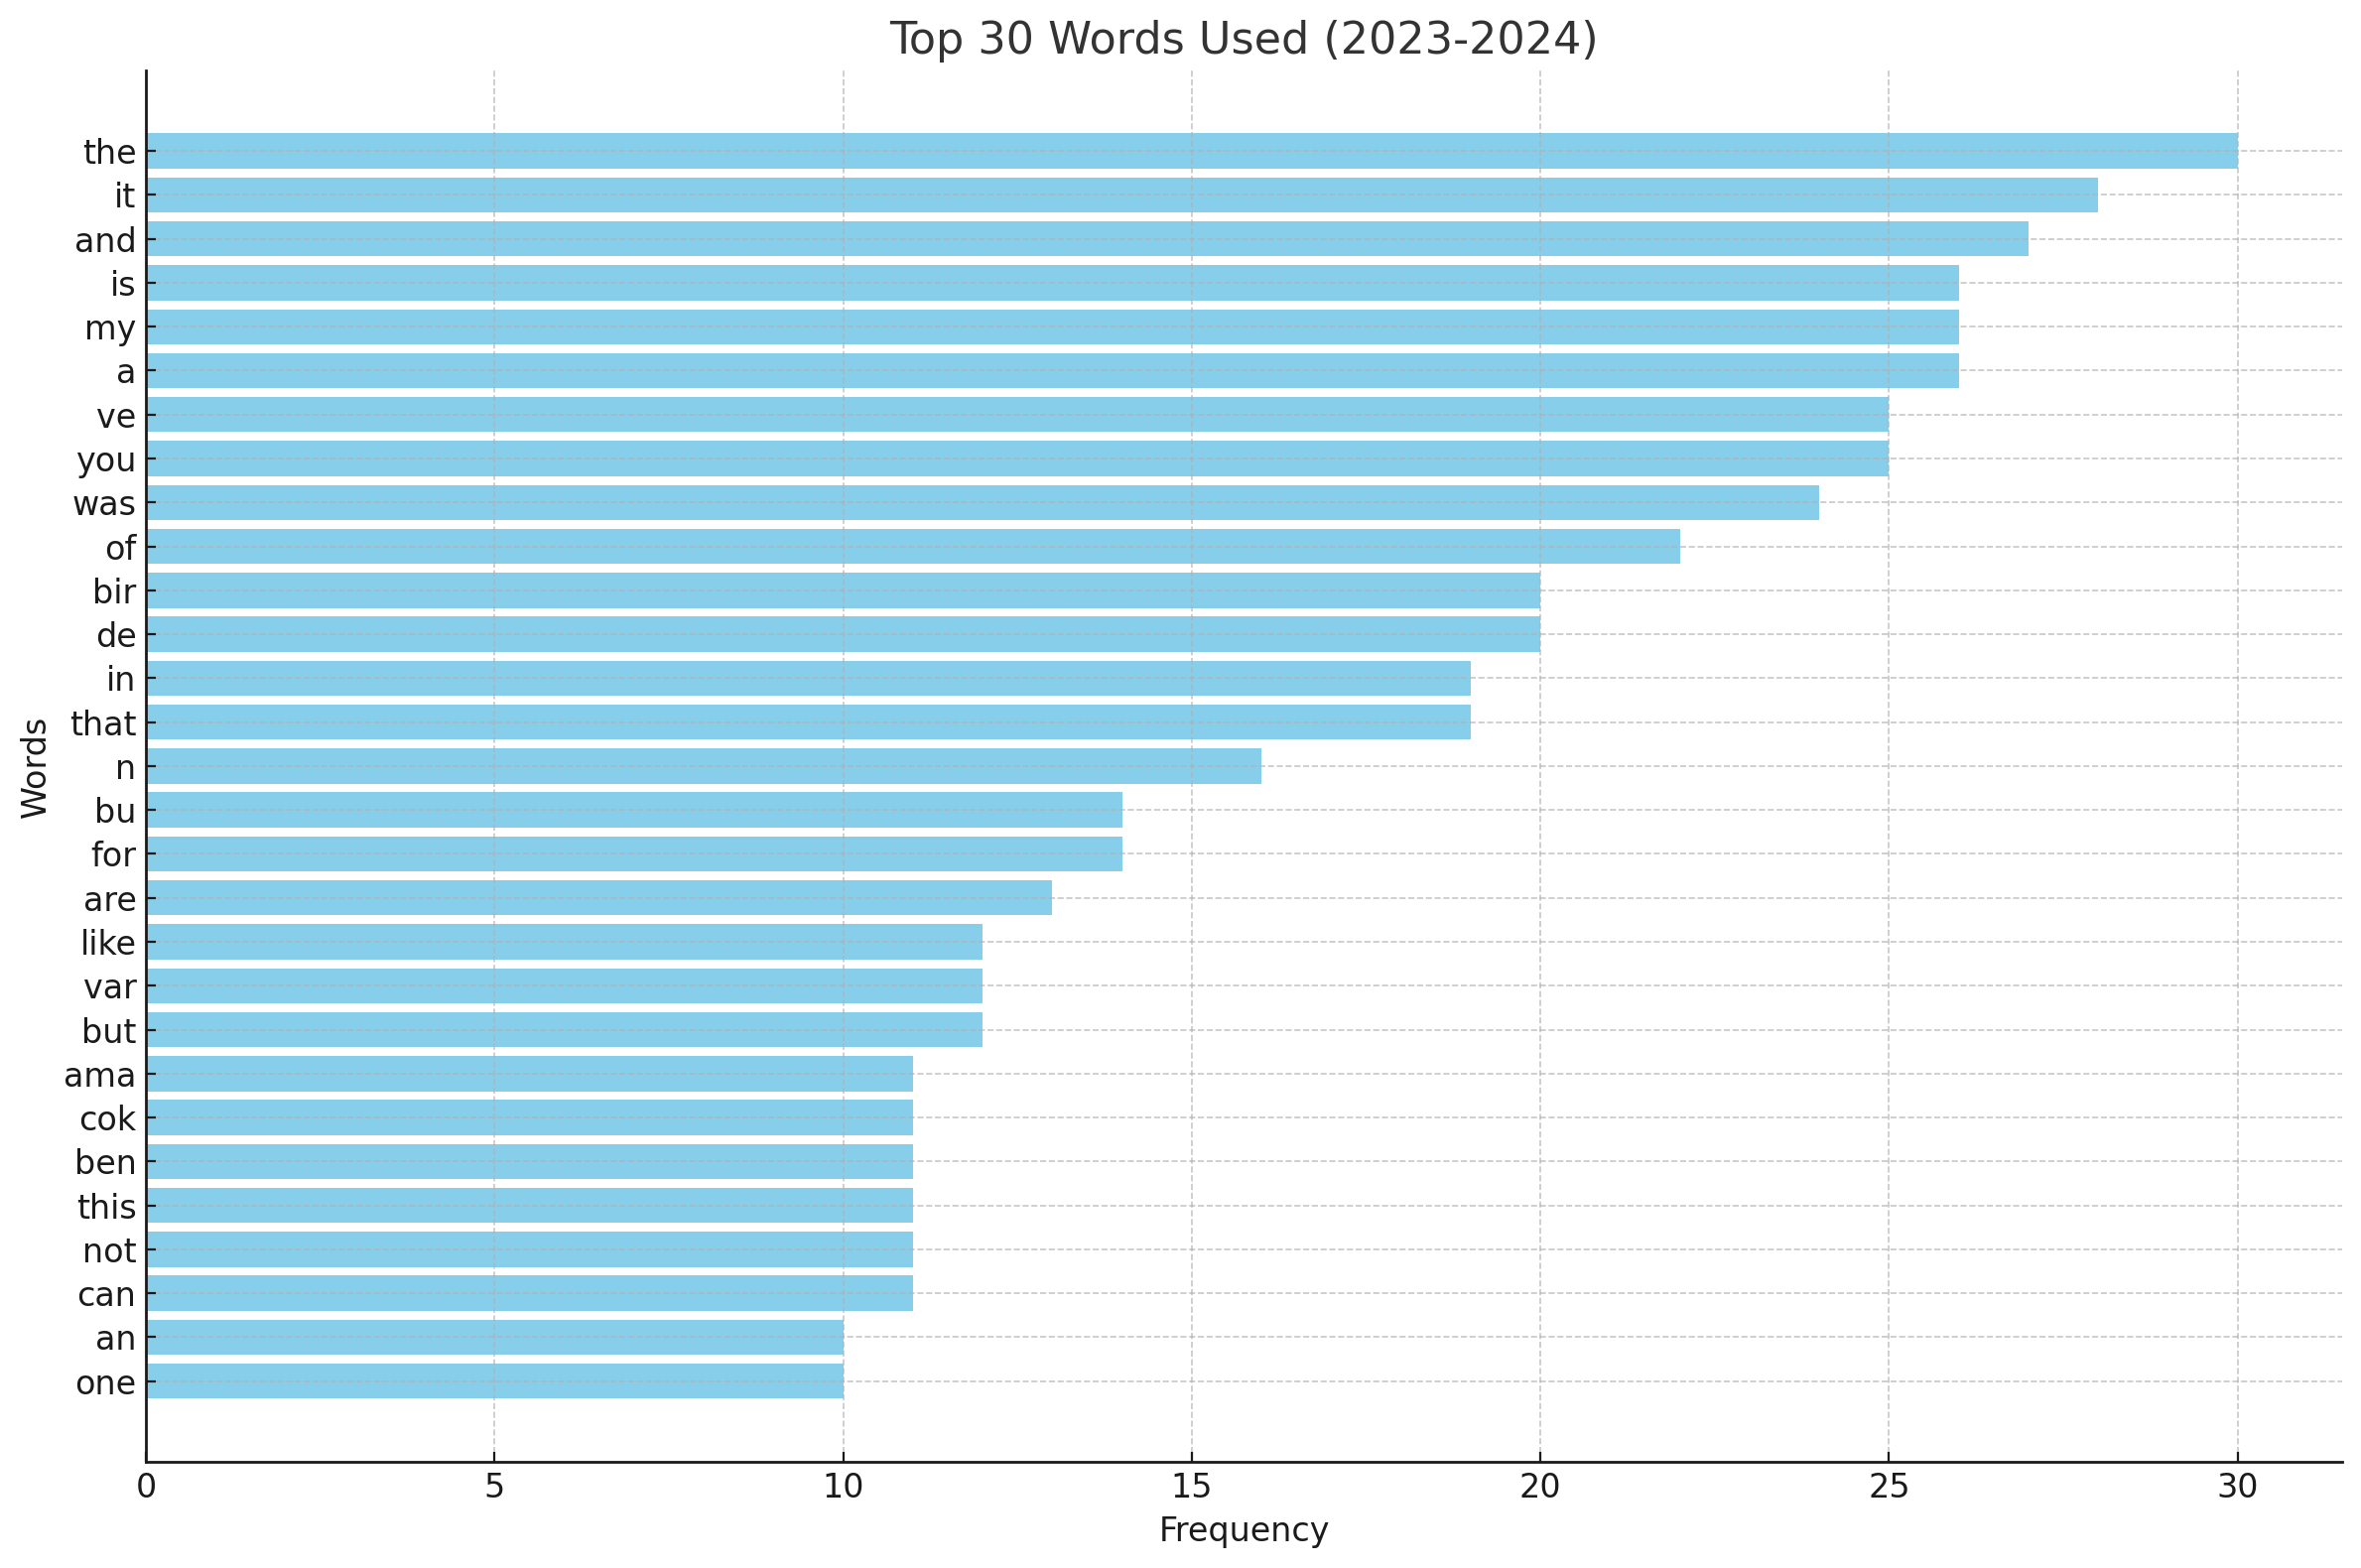 Top 30 Words Used (2023-2024)
Words
the
it
and
is
my
a
ve
you
was
of
bir
de
in
that
n
bu
for
are
like
var
but
ama
cok
ben
this
not
can
an
one
0 5 10 15 20 25 30
Frequency